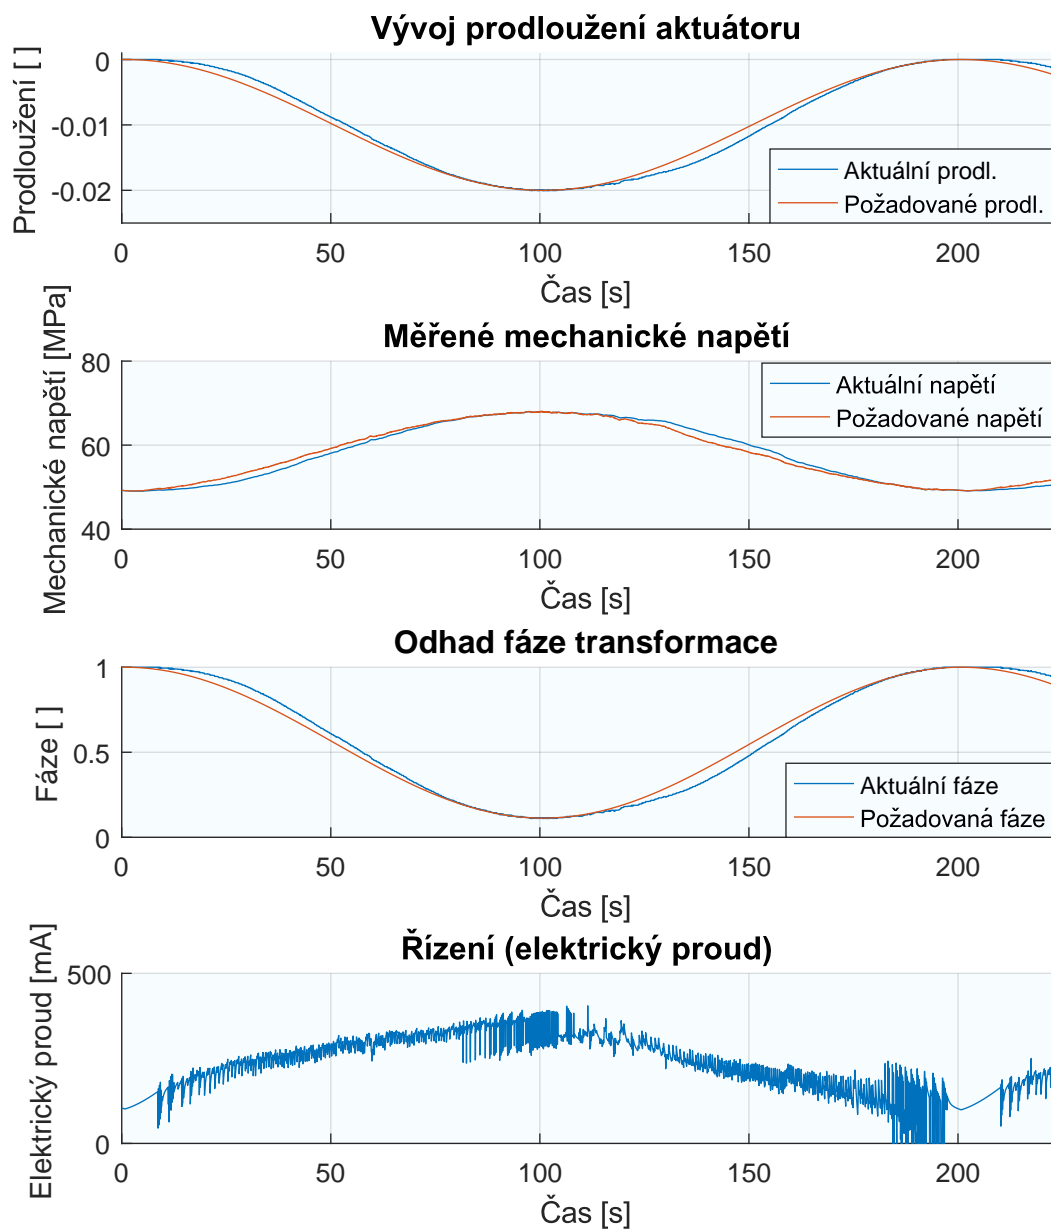 Vývoj prodloužení aktuátoru
Prodloužení [ ]
0
-0.01
-0.02
Aktuální prodl.
Požadované prodl.
0 50 100 150 200
Čas [s]
Měřené mechanické napětí
Mechanické napětí [MPa]
80
60
40
Aktuální napětí
Požadované napětí
0 50 100 150 200
Čas [s]
Odhad fáze transformace
Fáze [ ]
1
0.5
0
Aktuální fáze
Požadovaná fáze
0 50 100 150 200
Čas [s]
Řízení (elektrický proud)
Elektrický proud [mA]
500
0
0 50 100 150 200
Čas [s]